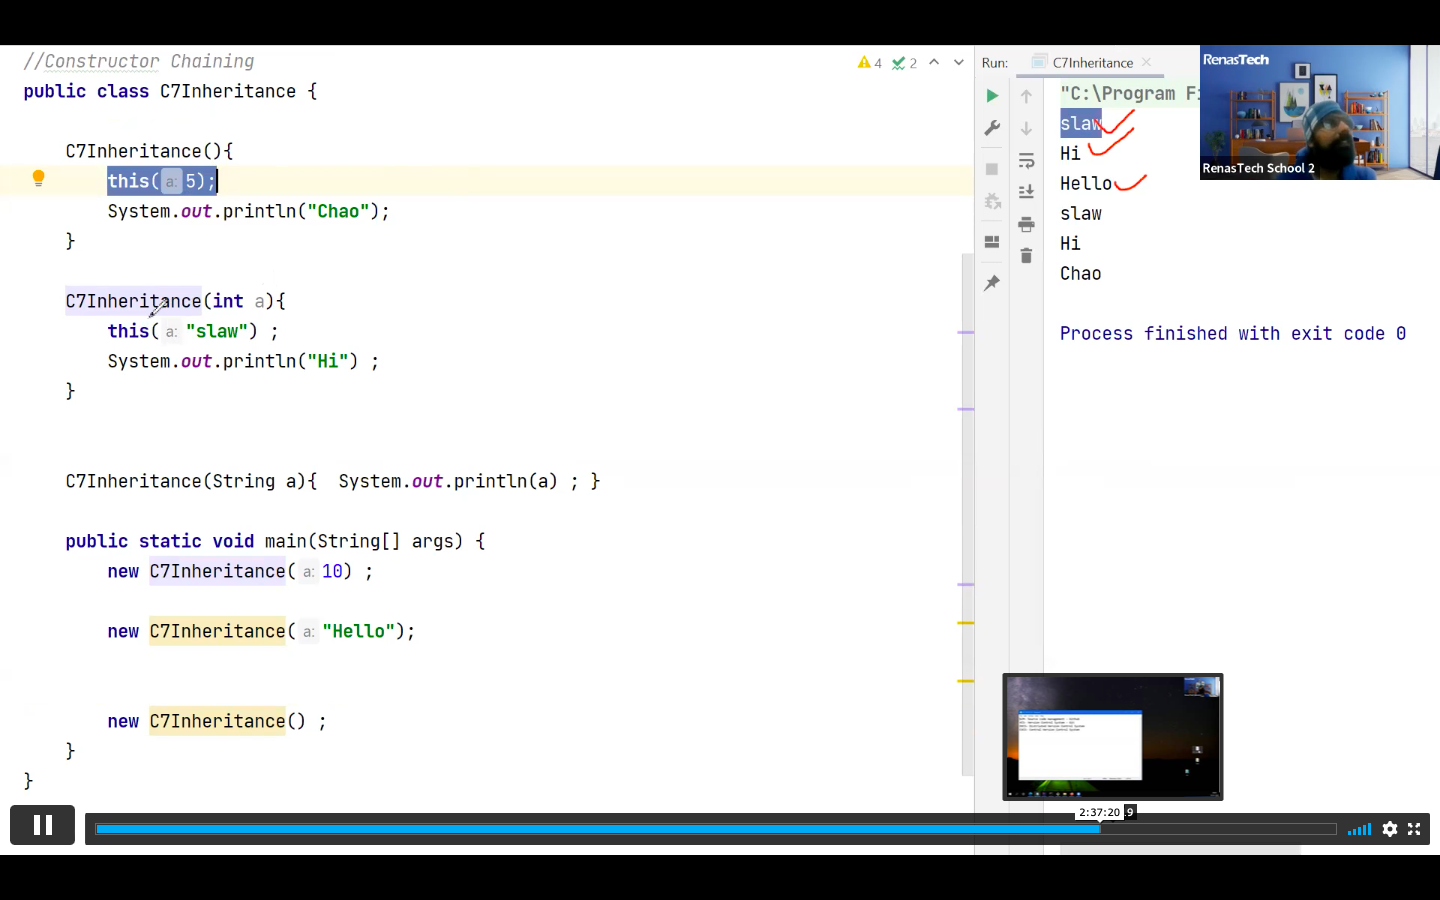 //Constructor Chaining
public class C7Inheritance {
C7Inheritance(){
this( a: 5);
System.out.println("Chao");
}
C7Inheritance(int a){
this( a: "slaw") ;
System.out.println("Hi") ;
}
C7Inheritance(String a){  System.out.println(a) ; }
public static void main(String[] args) {
new C7Inheritance( a: 10) ;
new C7Inheritance( a: "Hello");
new C7Inheritance() ;
}
}
4 2
Run: C7Inheritance
"C:\Program Fi
slaw
Hi
Hello
slaw
Hi
Chao
Process finished with exit code 0
RenasTech
RenasTech School 2
2:37:20